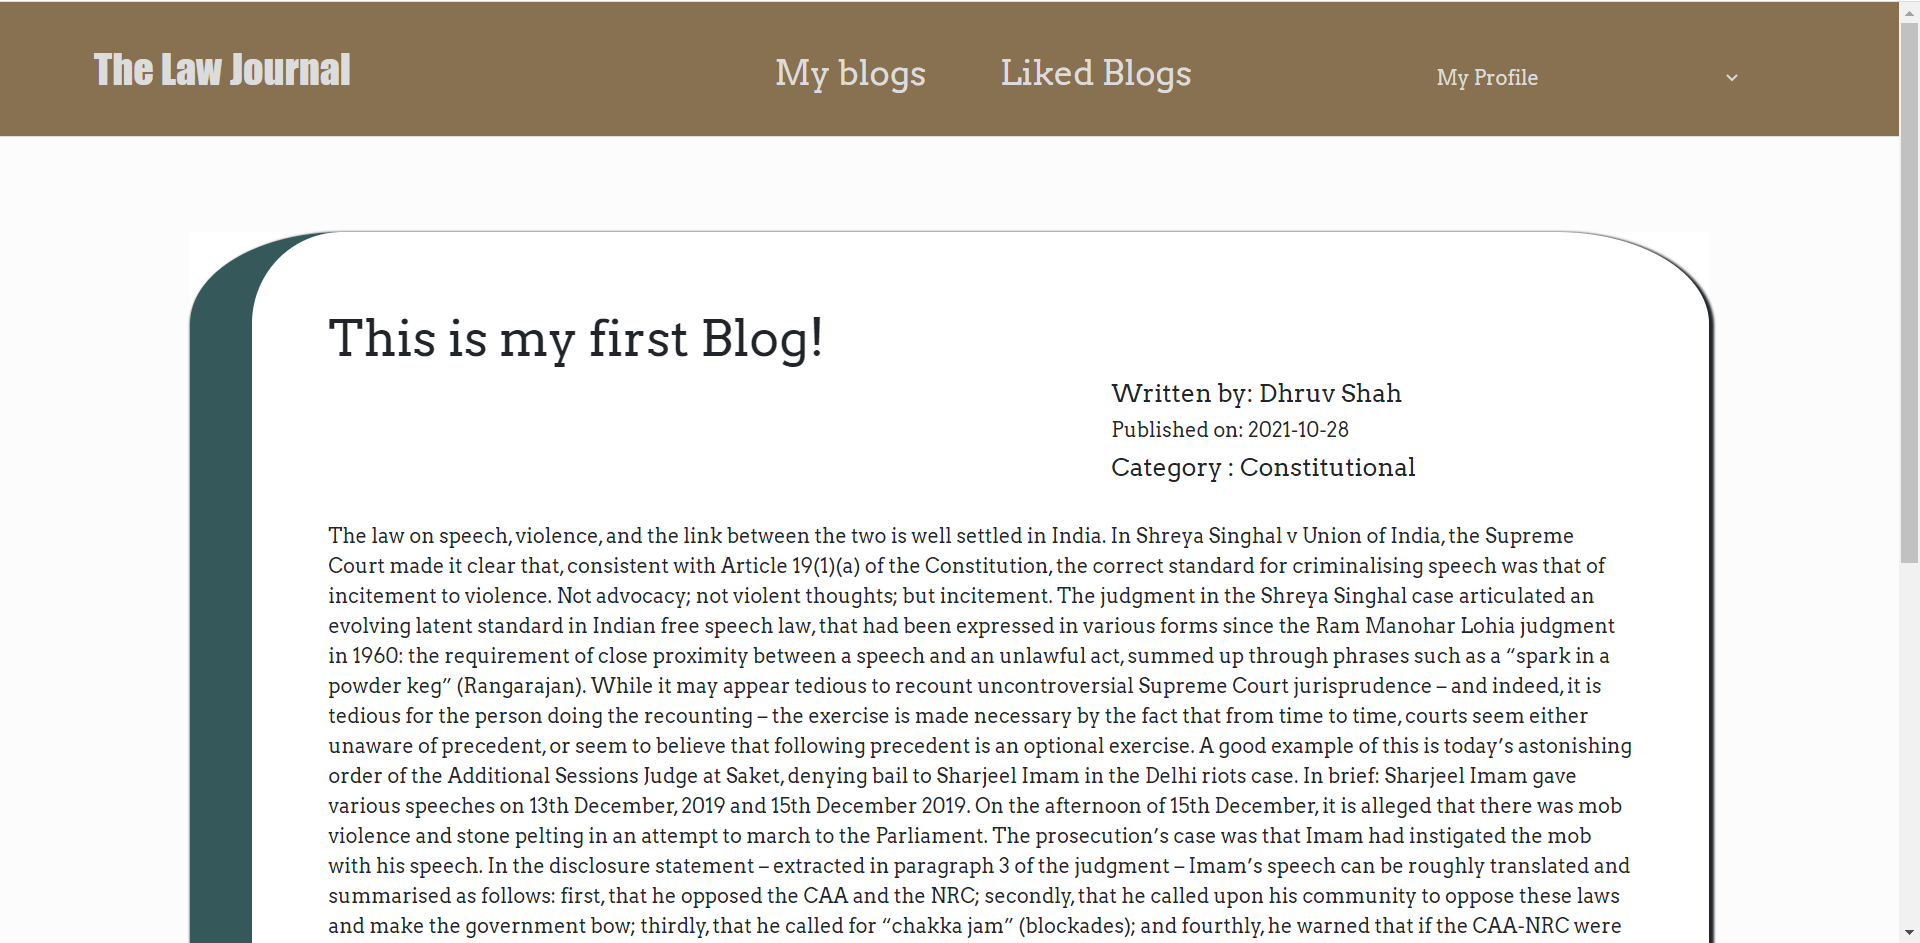 The Law Journal
My blogs
Liked Blogs
My Profile
This is my first Blog!
Written by: Dhruv Shah
Published on: 2021-10-28
Category : Constitutional
The law on speech, violence, and the link between the two is well settled in India. In Shreya Singhal v Union of India, the Supreme
Court made it clear that, consistent with Article 19(1)(a) of the Constitution, the correct standard for criminalising speech was that of
incitement to violence. Not advocacy; not violent thoughts; but incitement. The judgment in the Shreya Singhal case articulated an
evolving latent standard in Indian free speech law, that had been expressed in various forms since the Ram Manohar Lohia judgment
in 1960: the requirement of close proximity between a speech and an unlawful act, summed up through phrases such as a “spark in a
powder keg” (Rangarajan). While it may appear tedious to recount uncontroversial Supreme Court jurisprudence – and indeed, it is
tedious for the person doing the recounting – the exercise is made necessary by the fact that from time to time, courts seem either
unaware of precedent, or seem to believe that following precedent is an optional exercise. A good example of this is today’s astonishing
order of the Additional Sessions Judge at Saket, denying bail to Sharjeel Imam in the Delhi riots case. In brief: Sharjeel Imam gave
various speeches on 13th December, 2019 and 15th December 2019. On the afternoon of 15th December, it is alleged that there was mob
violence and stone pelting in an attempt to march to the Parliament. The prosecution’s case was that Imam had instigated the mob
with his speech. In the disclosure statement – extracted in paragraph 3 of the judgment – Imam’s speech can be roughly translated and
summarised as follows: first, that he opposed the CAA and the NRC; secondly, that he called upon his community to oppose these laws
and make the government bow; thirdly, that he called for “chakka jam” (blockades); and fourthly, he warned that if the CAA-NRC were